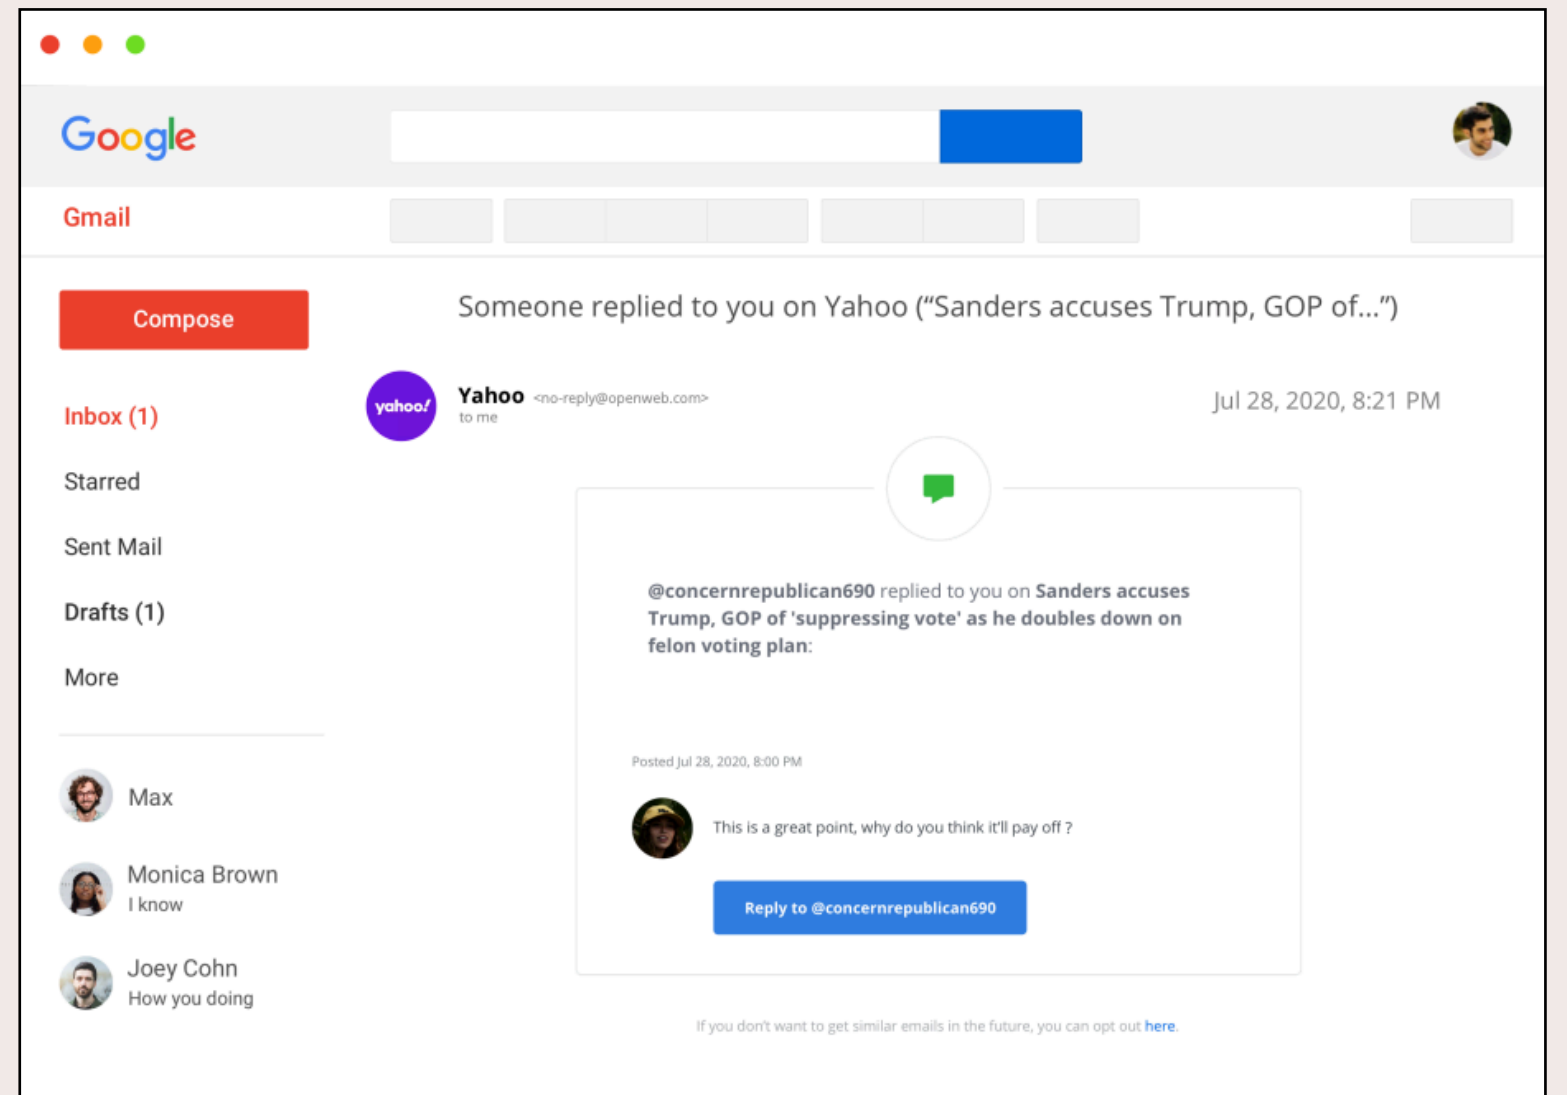 Google
Gmail
Compose
Inbox (1)
Starred
Sent Mail
Drafts (1)
More
Max
Monica Brown
I know
Joey Cohn
How you doing
Someone replied to you on Yahoo (“Sanders accuses Trump, GOP of...”)
yahoo!
Yahoo <no-reply@openweb.com>
to me
Jul 28, 2020, 8:21 PM
@concernrepublican690 replied to you on Sanders accuses
Trump, GOP of 'suppressing vote' as he doubles down on
felon voting plan:
Posted Jul 28, 2020, 8:00 PM
This is a great point, why do you think it'll pay off ?
Reply to @concernrepublican690
If you don't want to get similar emails in the future, you can opt out here.